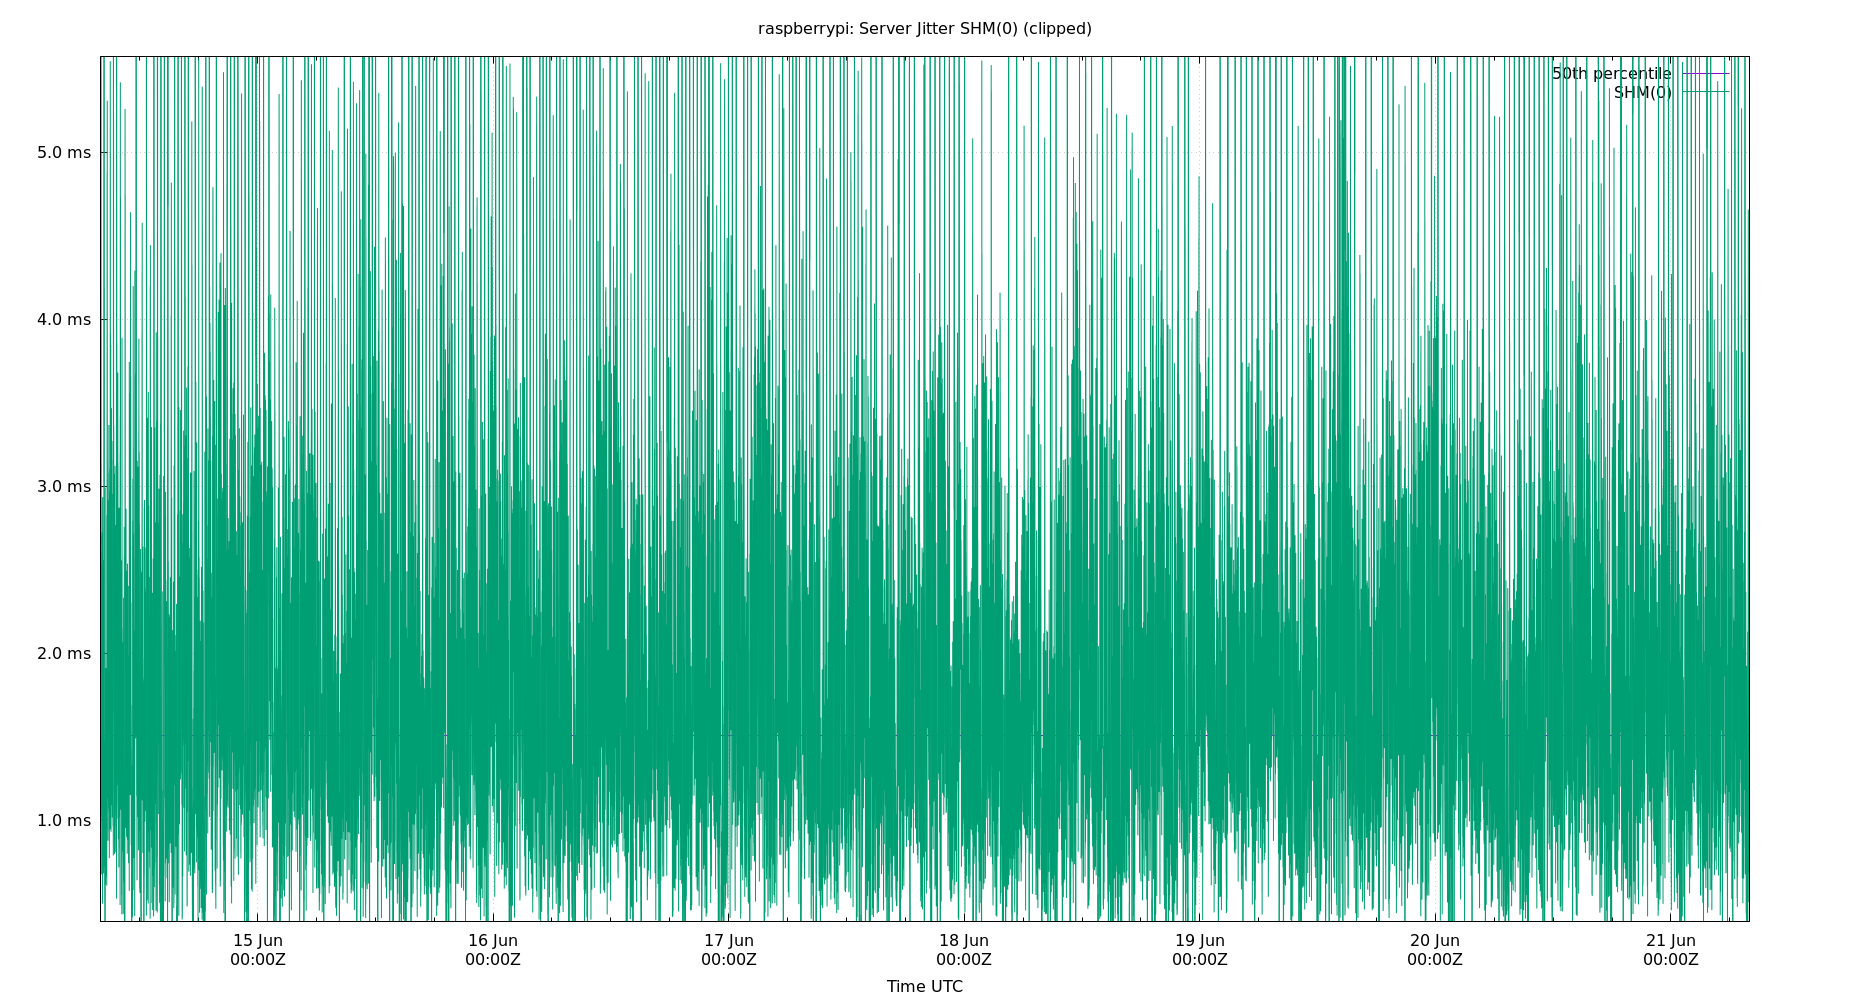 raspberrypi: Server Jitter SHM(0) (clipped)
50th percentile
SHM(0)
5.0 ms
4.0 ms
3.0 ms
2.0 ms
1.0 ms
15 Jun 16 Jun 17 Jun 18 Jun 19 Jun 20 Jun 21 Jun
00:00Z 00:00Z 00:00Z 00:00Z 00:00Z 00:00Z 00:00Z
Time UTC